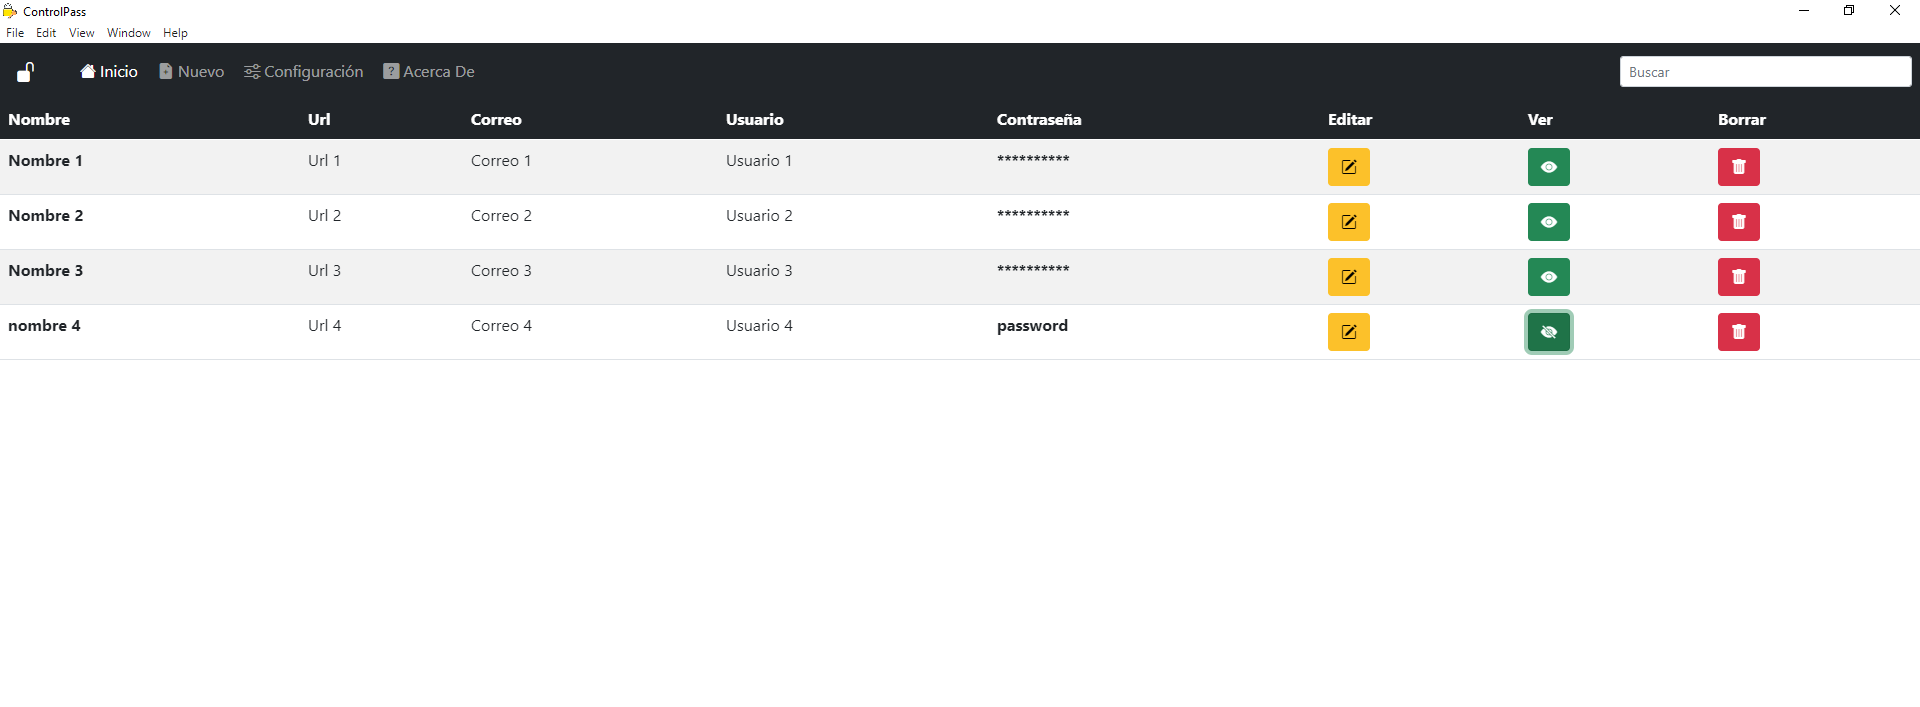 ControlPass
File Edit View Window Help
Inicio Nuevo Configuración Acerca De Buscar
Nombre Url Correo Usuario Contraseña Editar Ver Borrar
Nombre 1 Url 1 Correo 1 Usuario 1 **********
Nombre 2 Url 2 Correo 2 Usuario 2 **********
Nombre 3 Url 3 Correo 3 Usuario 3 **********
nombre 4 Url 4 Correo 4 Usuario 4 password